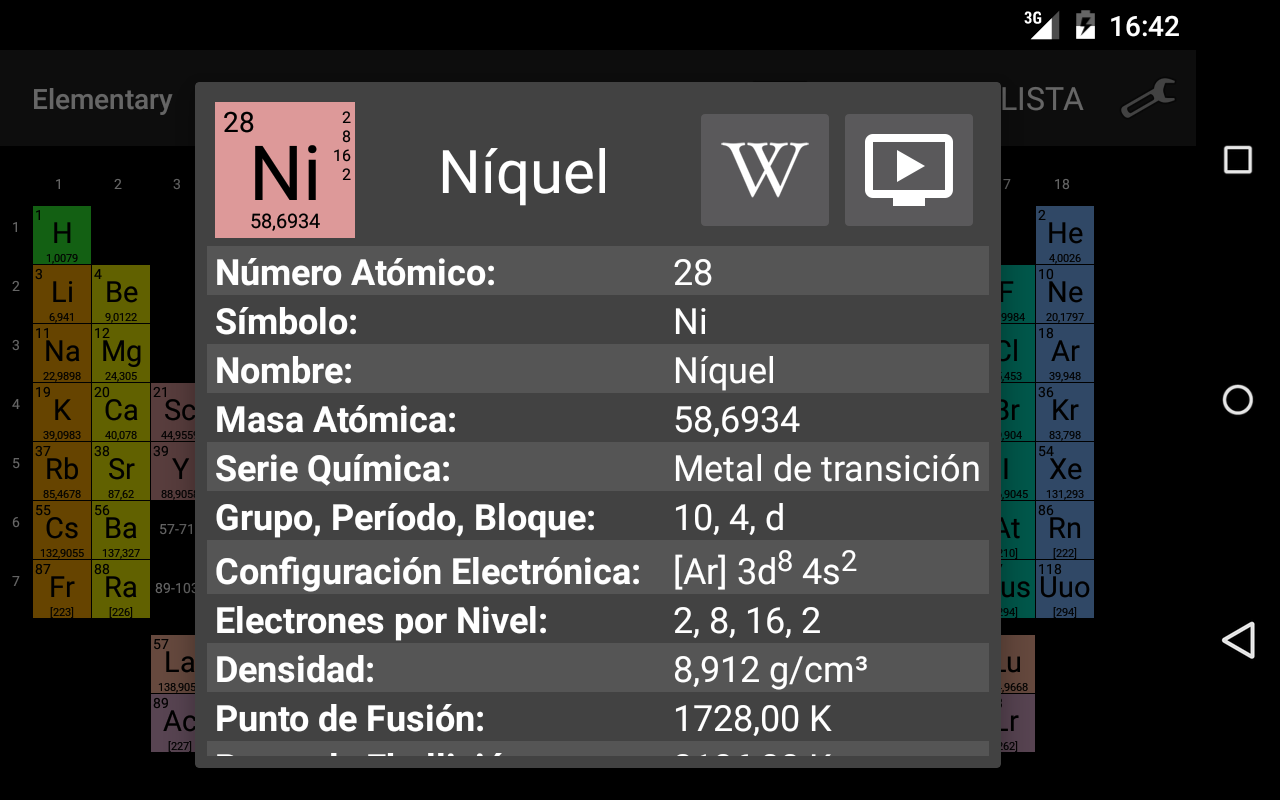 3G 16:42
Elementary LISTA
28 2
8
16
2
Ni
58,6934
Níquel
W
Número Atómico: 28
Símbolo: Ni
Nombre: Níquel
Masa Atómica: 58,6934
Serie Química: Metal de transición
Grupo, Período, Bloque: 10, 4, d
Configuración Electrónica: [Ar] 3d⁸ 4s²
Electrones por Nivel: 2, 8, 16, 2
Densidad: 8,912 g/cm³
Punto de Fusión: 1728,00 K
1 2 3 7 18
1
1 H 1,0079
2 He 4,0026
2
3 Li 6,941
4 Be 9,0122
F 9984
10 Ne 20,1797
3
11 Na 22,9898
12 Mg 24,305
Cl ,453
18 Ar 39,948
4
19 K 39,0983
20 Ca 40,078
21 Sc 44,9559
Br ,904
36 Kr 83,798
5
37 Rb 85,4678
38 Sr 87,62
39 Y 88,9058
I ,9045
54 Xe 131,293
6
55 Cs 132,9055
56 Ba 137,327
57-71
At 210]
86 Rn [222]
7
87 Fr [223]
88 Ra [226]
89-103
us 294]
118 Uuo [294]
57 La 138,905
Lu ,9668
89 Ac [227]
Lr 262]